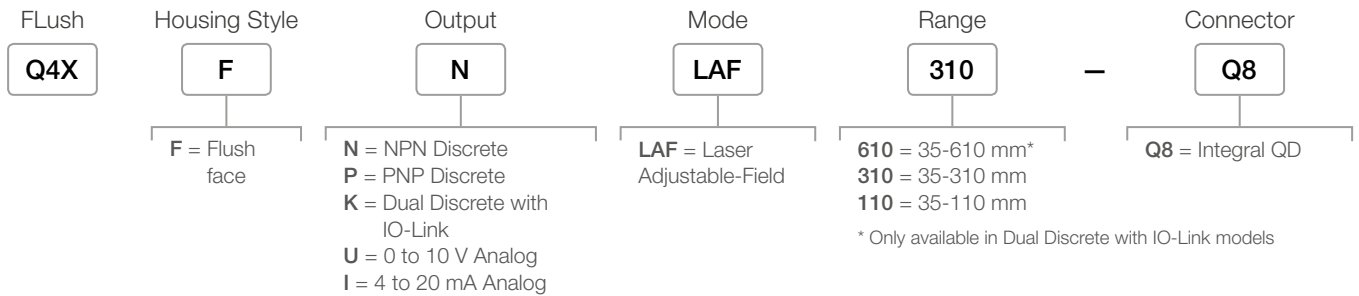 FLush Housing Style Output Mode Range Connector
Q4X F N LAF 310 – Q8
F = Flush
face
N = NPN Discrete
P = PNP Discrete
K = Dual Discrete with
IO-Link
U = 0 to 10 V Analog
I = 4 to 20 mA Analog
LAF = Laser
Adjustable-Field
610 = 35-610 mm*
310 = 35-310 mm
110 = 35-110 mm
* Only available in Dual Discrete with IO-Link models
Q8 = Integral QD